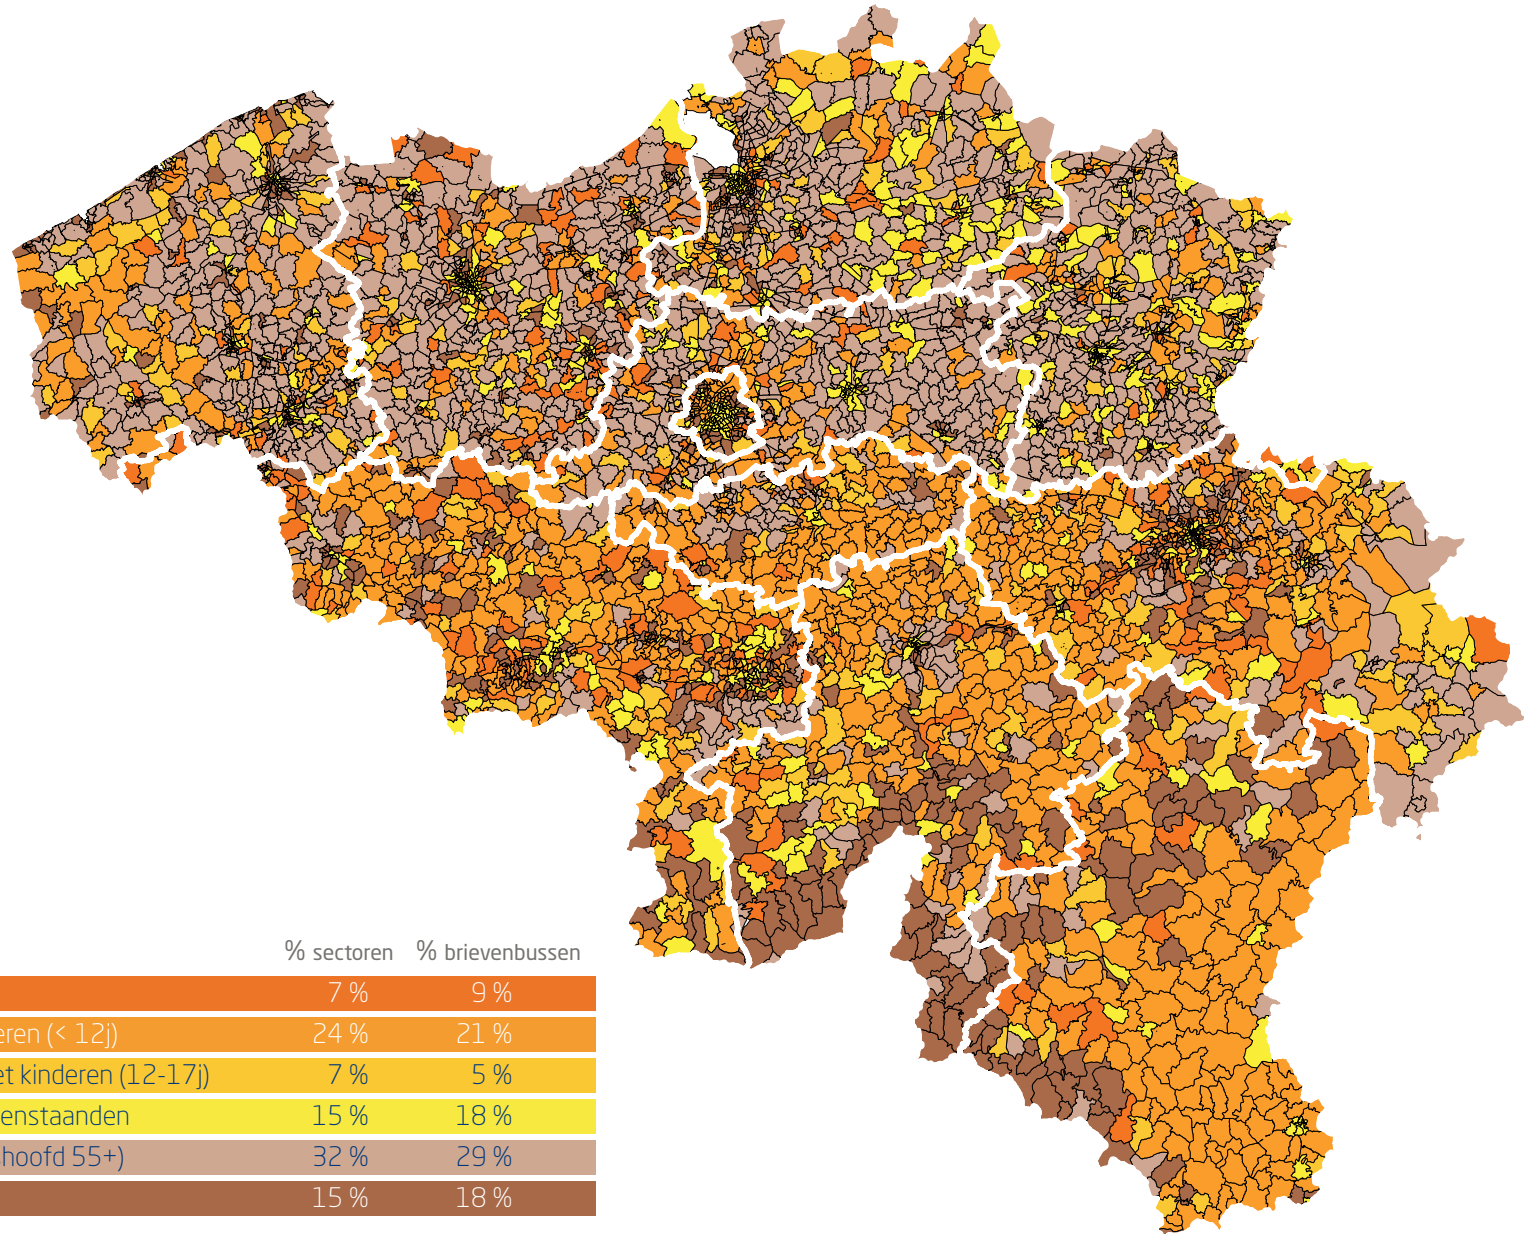 % sectoren % brievenbussen
7 % 9 %
eren (< 12j) 24 % 21 %
et kinderen (12-17j) 7 % 5 %
enstaanden 15 % 18 %
shoofd 55+) 32 % 29 %
15 % 18 %